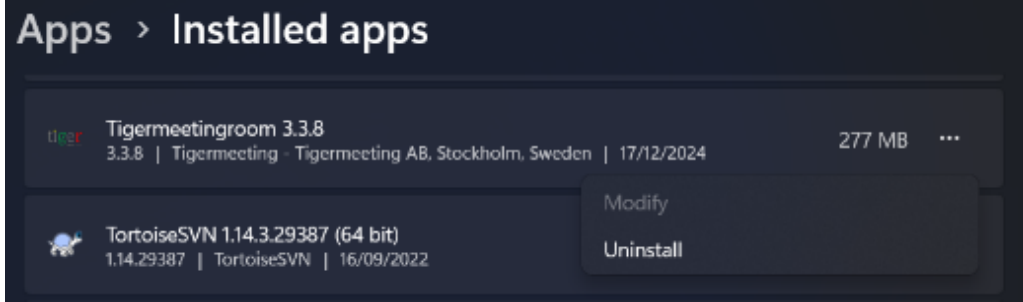 Apps > Installed apps
tiger
Tigermeetingroom 3.3.8
3.3.8 | Tigermeeting - Tigermeeting AB, Stockholm, Sweden | 17/12/2024
277 MB ...
Modify
Uninstall
TortoiseSVN 1.14.3.29387 (64 bit)
1.14.29387 | TortoiseSVN | 16/09/2022